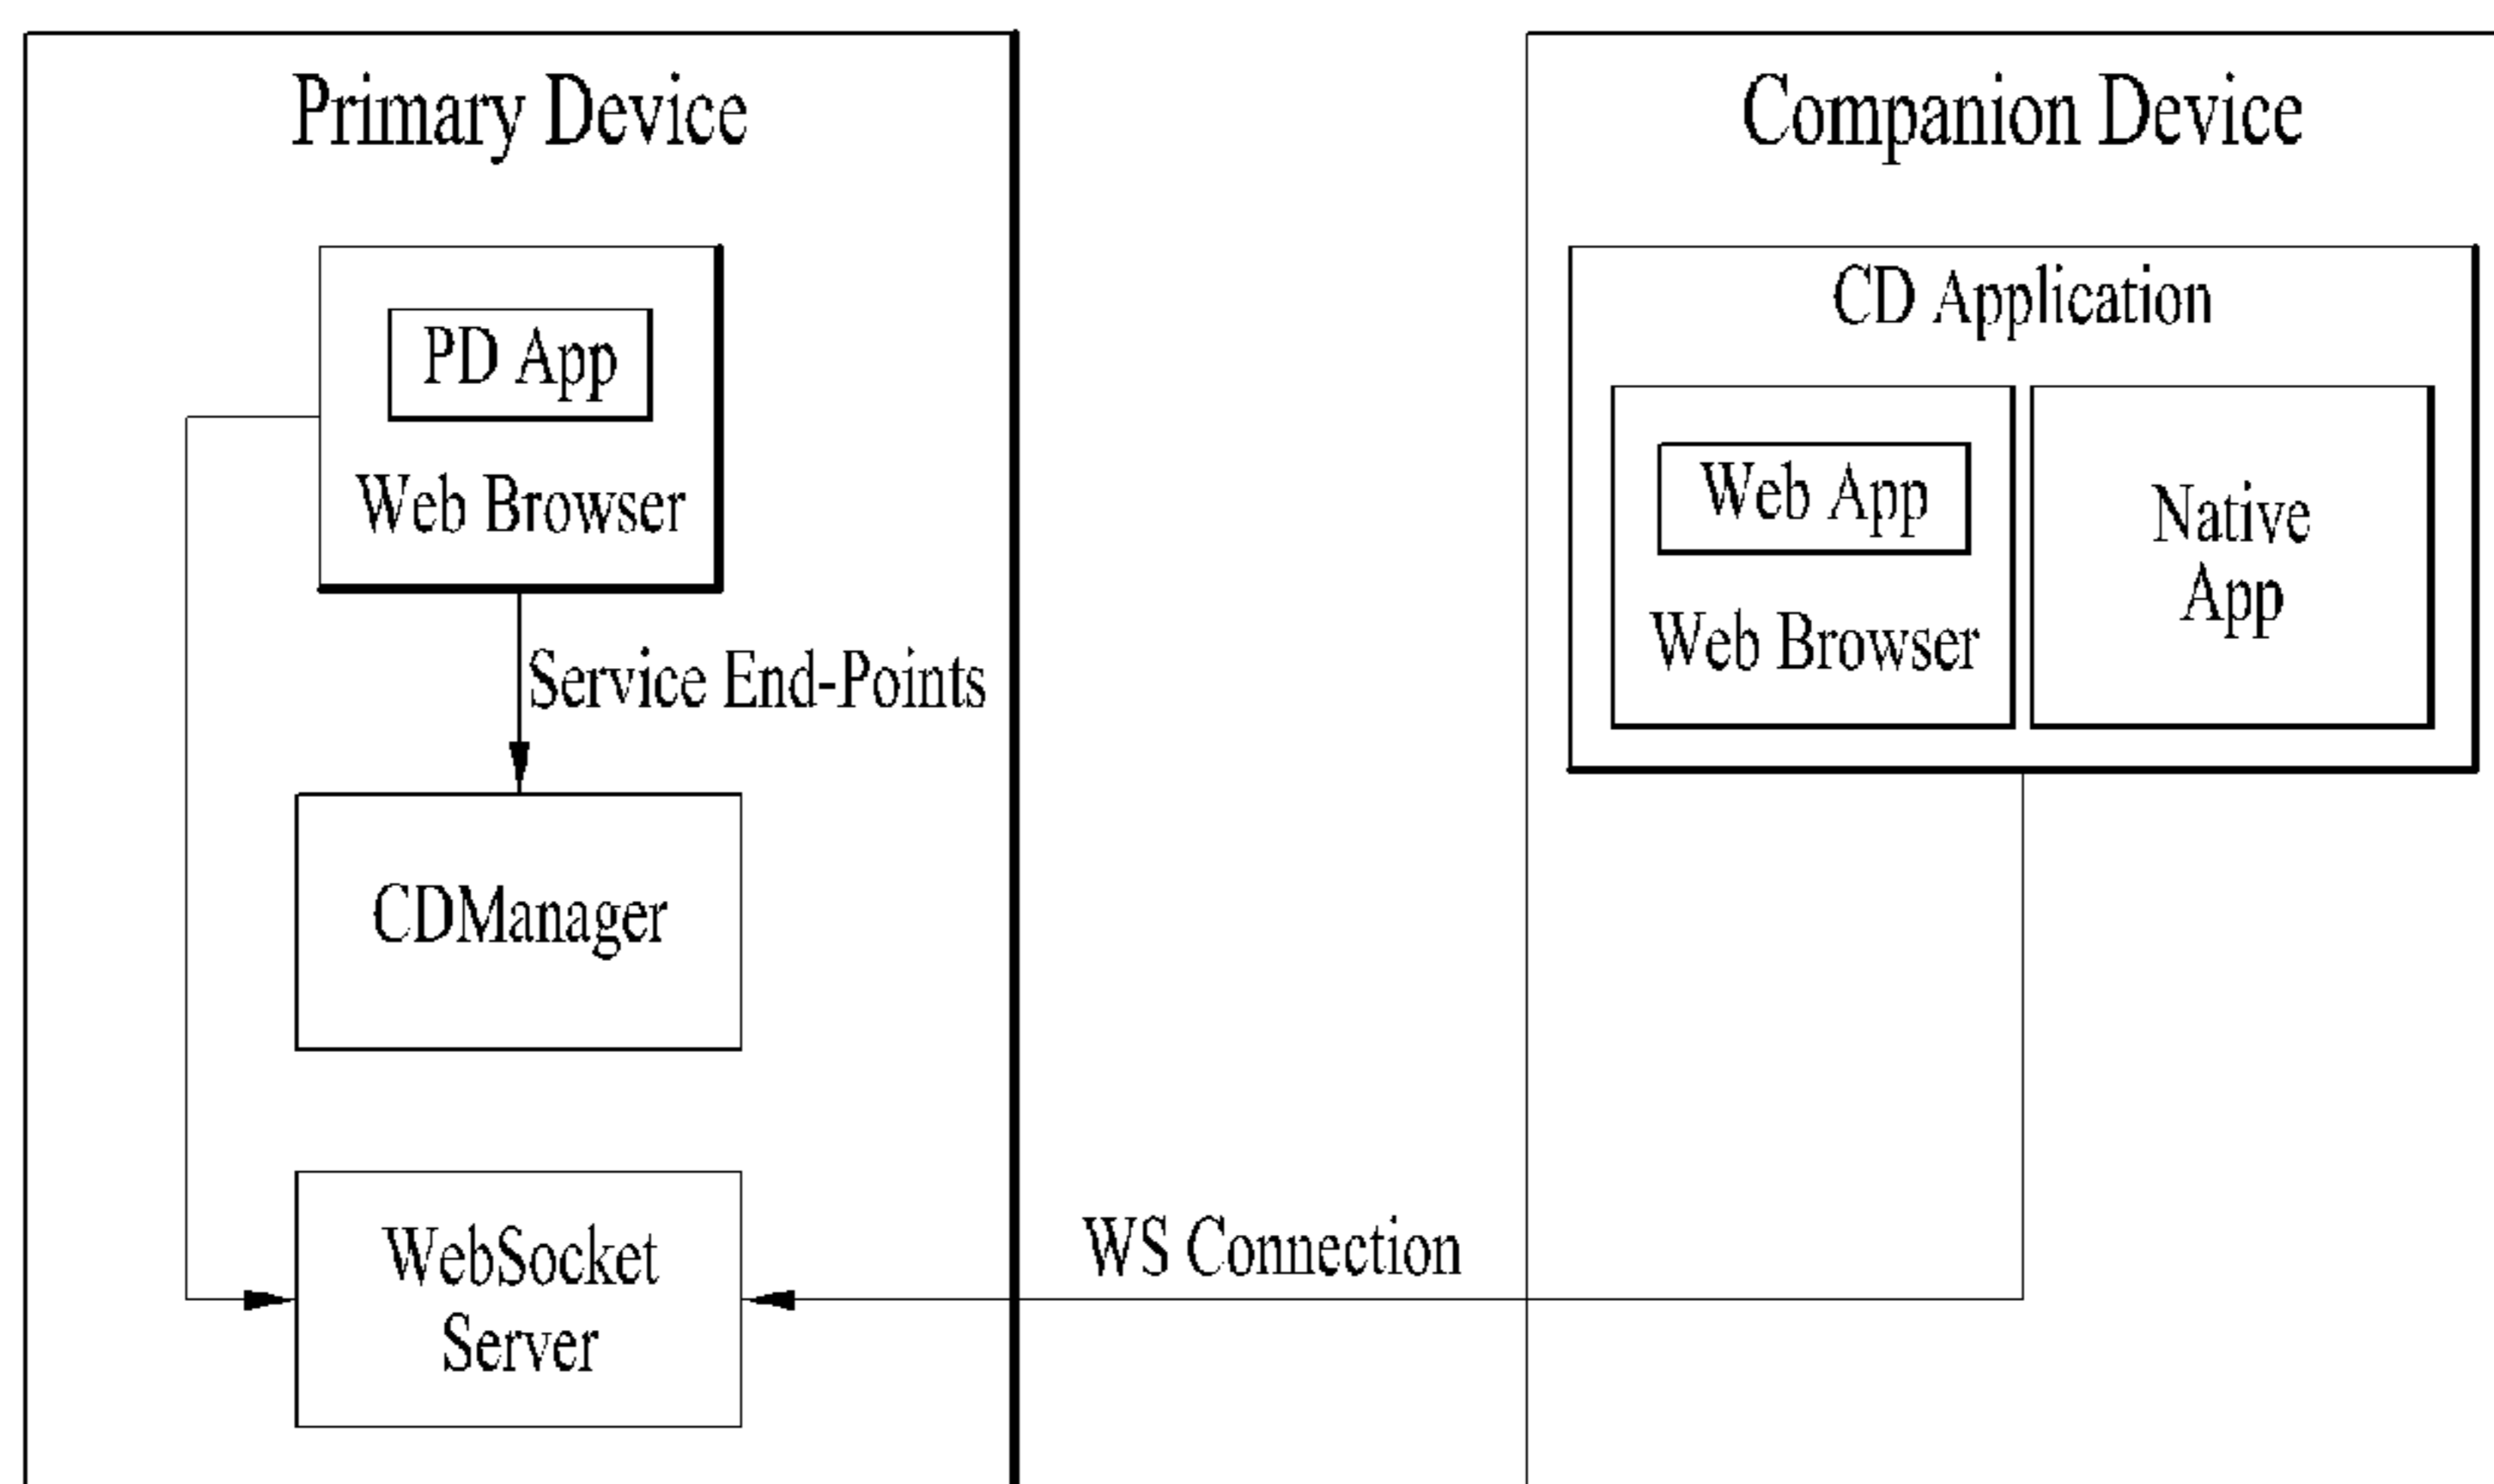 Primary Device
PD App
Web Browser
Service End-Points
CDManager
WebSocket
Server
WS Connection
Companion Device
CD Application
Web App
Web Browser
Native
App